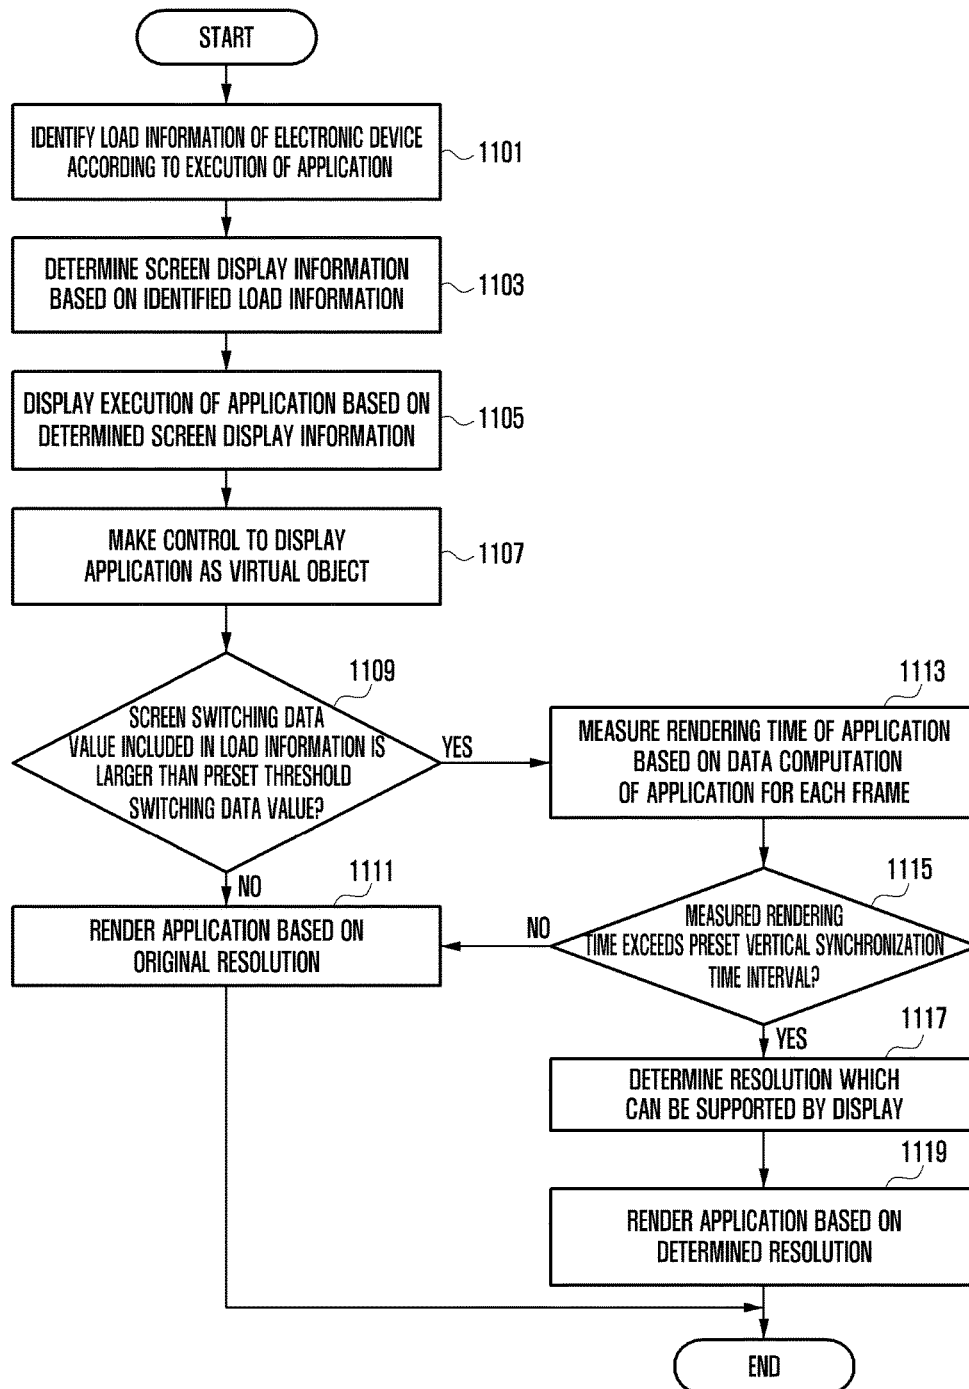 START
IDENTIFY LOAD INFORMATION OF ELECTRONIC DEVICE
ACCORDING TO EXECUTION OF APPLICATION
1101
DETERMINE SCREEN DISPLAY INFORMATION
BASED ON IDENTIFIED LOAD INFORMATION
1103
DISPLAY EXECUTION OF APPLICATION BASED ON
DETERMINED SCREEN DISPLAY INFORMATION
1105
MAKE CONTROL TO DISPLAY
APPLICATION AS VIRTUAL OBJECT
1107
1109
SCREEN SWITCHING DATA
VALUE INCLUDED IN LOAD INFORMATION IS
LARGER THAN PRESET THRESHOLD
SWITCHING DATA VALUE?
YES
NO
1111
RENDER APPLICATION BASED ON
ORIGINAL RESOLUTION
1113
MEASURE RENDERING TIME OF APPLICATION
BASED ON DATA COMPUTATION
OF APPLICATION FOR EACH FRAME
1115
MEASURED RENDERING
TIME EXCEEDS PRESET VERTICAL SYNCHRONIZATION
TIME INTERVAL?
NO
YES
1117
DETERMINE RESOLUTION WHICH
CAN BE SUPPORTED BY DISPLAY
1119
RENDER APPLICATION BASED ON
DETERMINED RESOLUTION
END